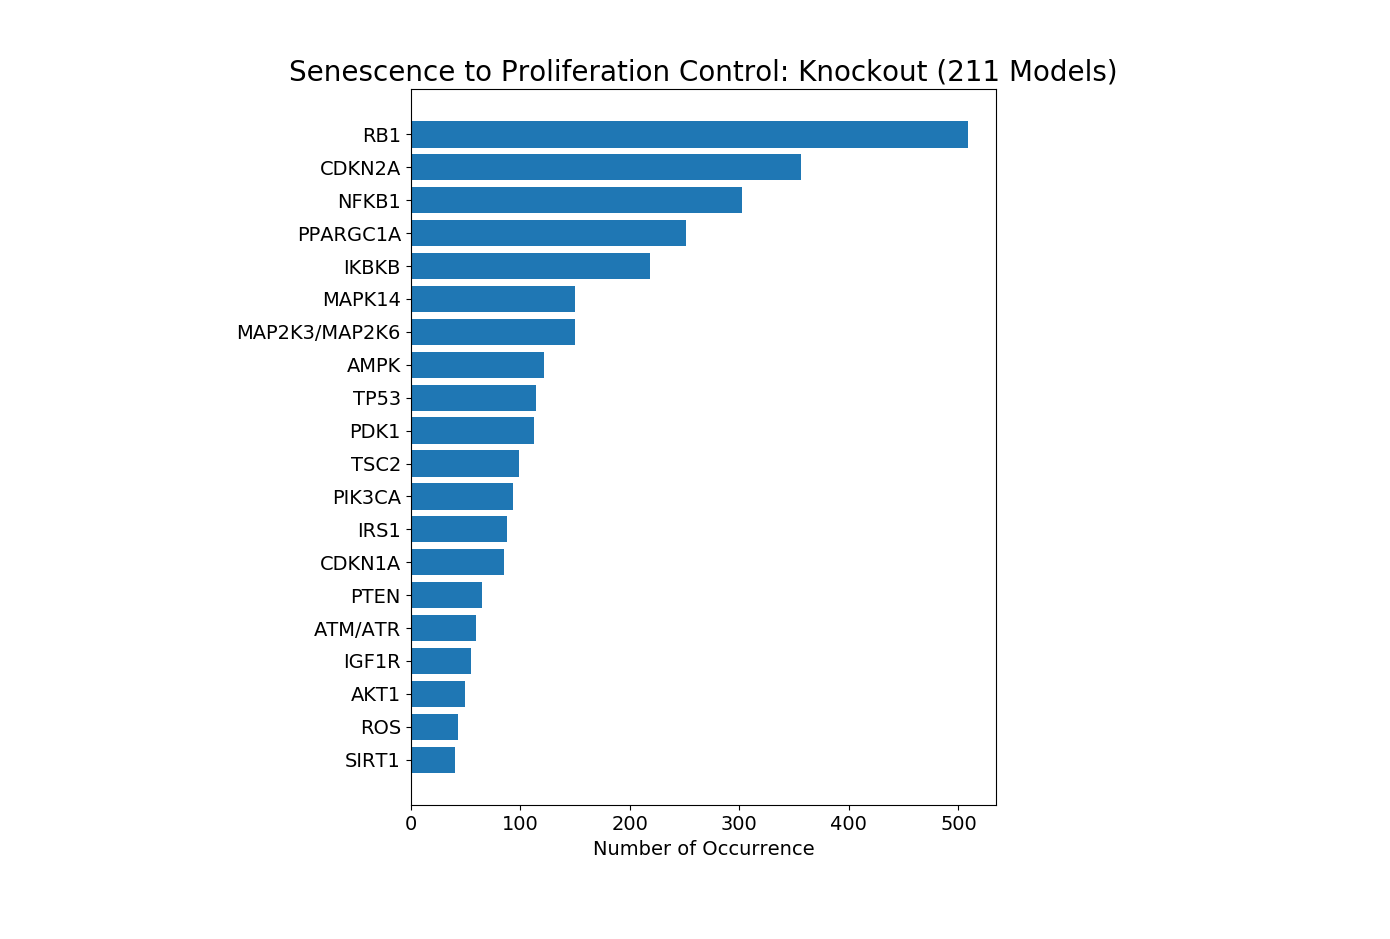 Senescence to Proliferation Control: Knockout (211 Models)
RB1
CDKN2A
NFKB1
PPARGC1A
IKBKB
MAPK14
MAP2K3/MAP2K6
AMPK
TP53
PDK1
TSC2
PIK3CA
IRS1
CDKN1A
PTEN
ATM/ATR
IGF1R
AKT1
ROS
SIRT1
0 100 200 300 400 500
Number of Occurrence